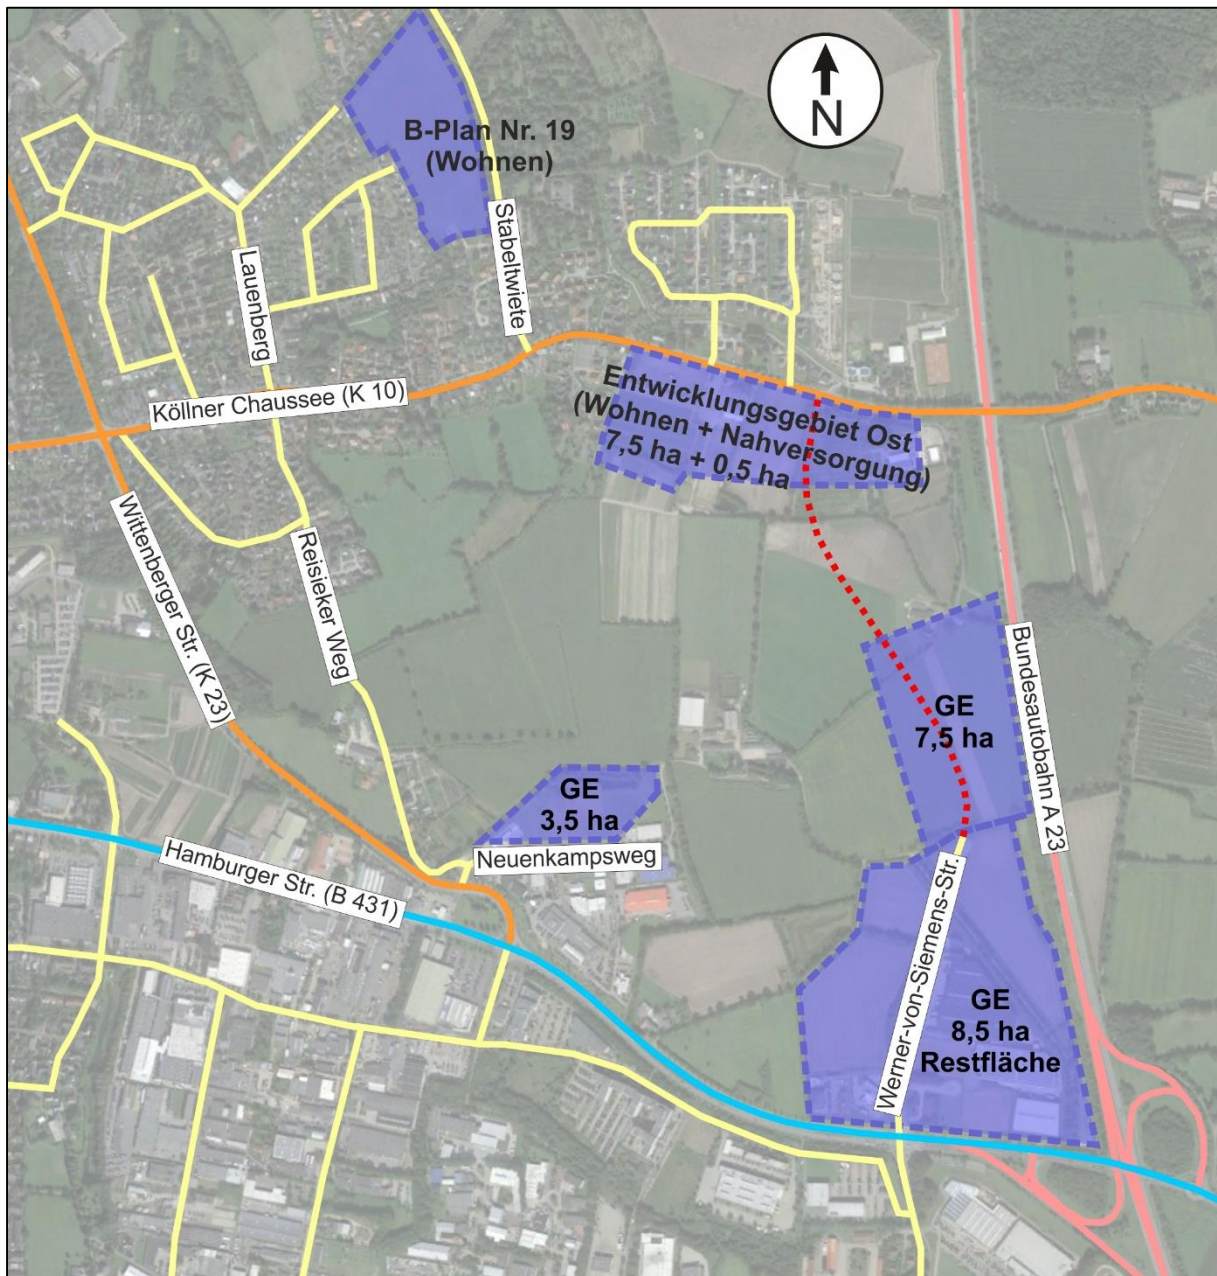 N
B-Plan Nr. 19
(Wohnen)
Stabeltwiete
Lauenberg
Köllner Chaussee (K 10)
Entwicklungsgebiet Ost
(Wohnen + Nahversorgung)
7,5 ha + 0,5 ha
Wittenberger Str. (K 23)
Reisieker Weg
Bundesautobahn A 23
GE
7,5 ha
GE
3,5 ha
Neuenkampsweg
Hamburger Str. (B 431)
Werner-von-Siemens-Str.
GE
8,5 ha
Restfläche